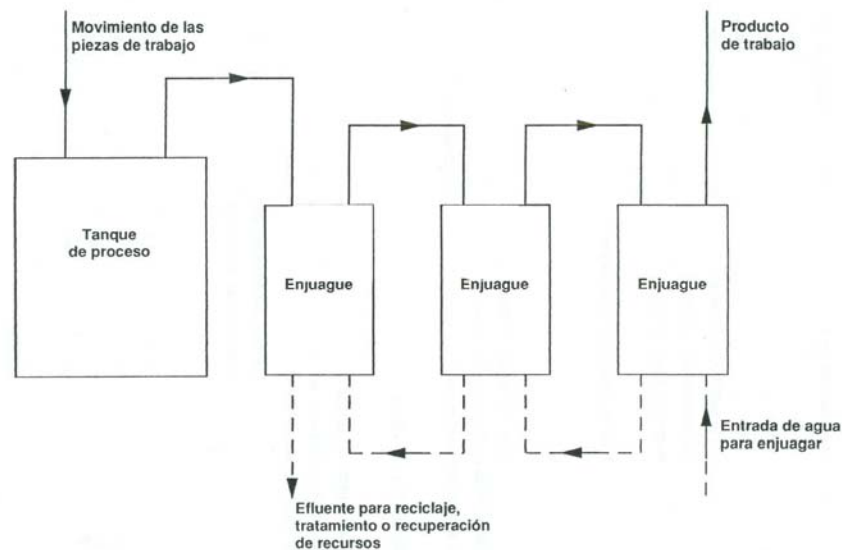 Movimiento de las
piezas de trabajo
Producto
de trabajo
Tanque
de proceso
Enjuague
Enjuague
Enjuague
Entrada de agua
para enjuagar
Efluente para reciclaje,
tratamiento o recuperación
de recursos